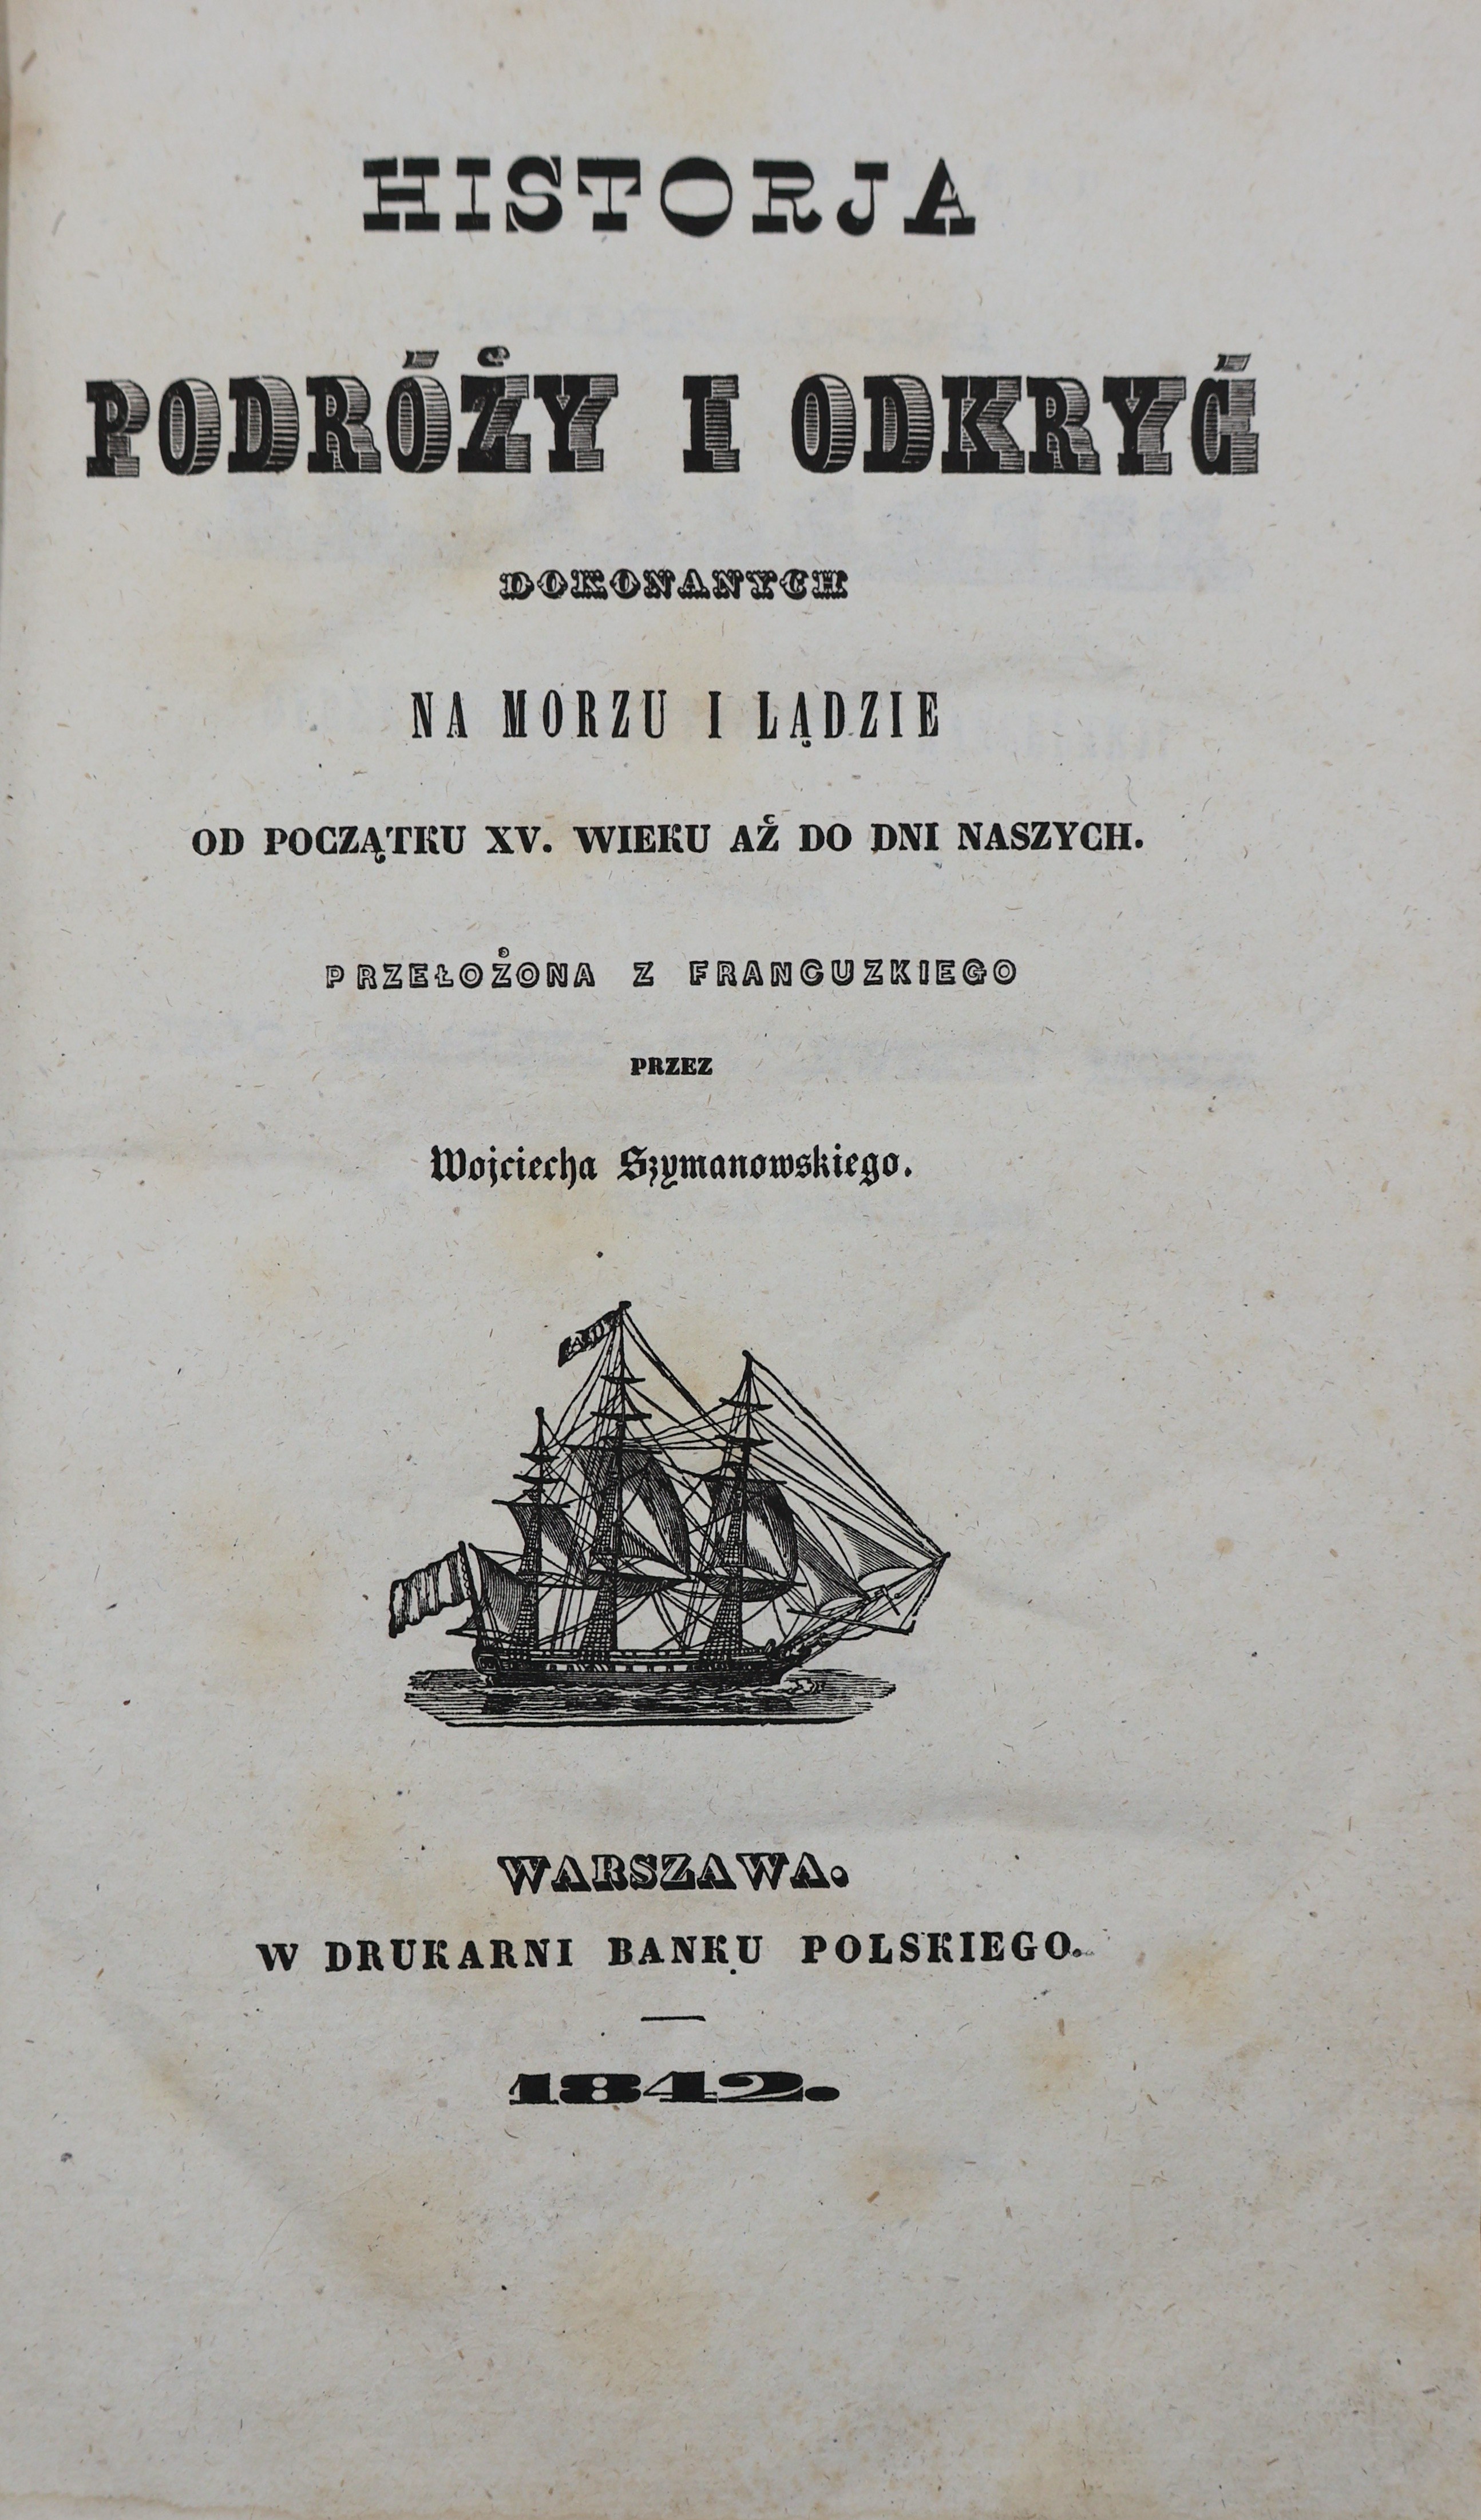 HISTORJA
PODRÓŻY I ODKRYĆ
DOKONANYCH
NA MORZU I LĄDZIE
OD POCZĄTKU XV. WIEKU AŻ DO DNI NASZYCH.
PRZEŁOŻONA Z FRANCUZKIEGO
PRZEZ
Wojciecha Szymanowskiego.
WARSZAWA.
W DRUKARNI BANKU POLSKIEGO.
1842.